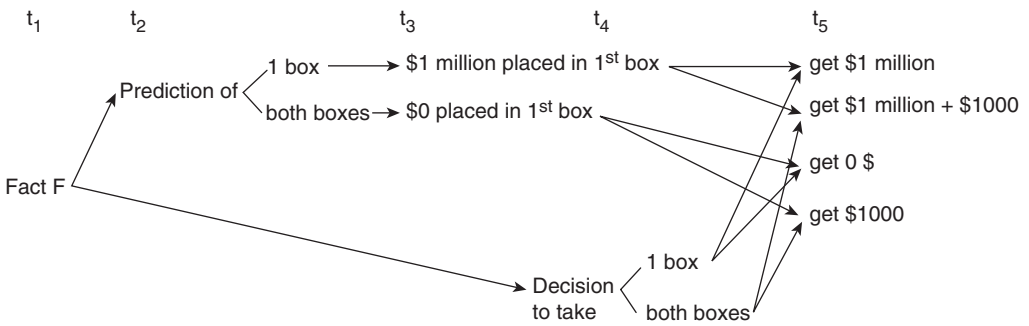 t1 t2 t3 t4 t5
1 box $1 million placed in 1st box get $1 million
Prediction of
both boxes $0 placed in 1st box get $1 million + $1000
get 0 $
Fact F
get $1000
1 box
Decision
to take both boxes